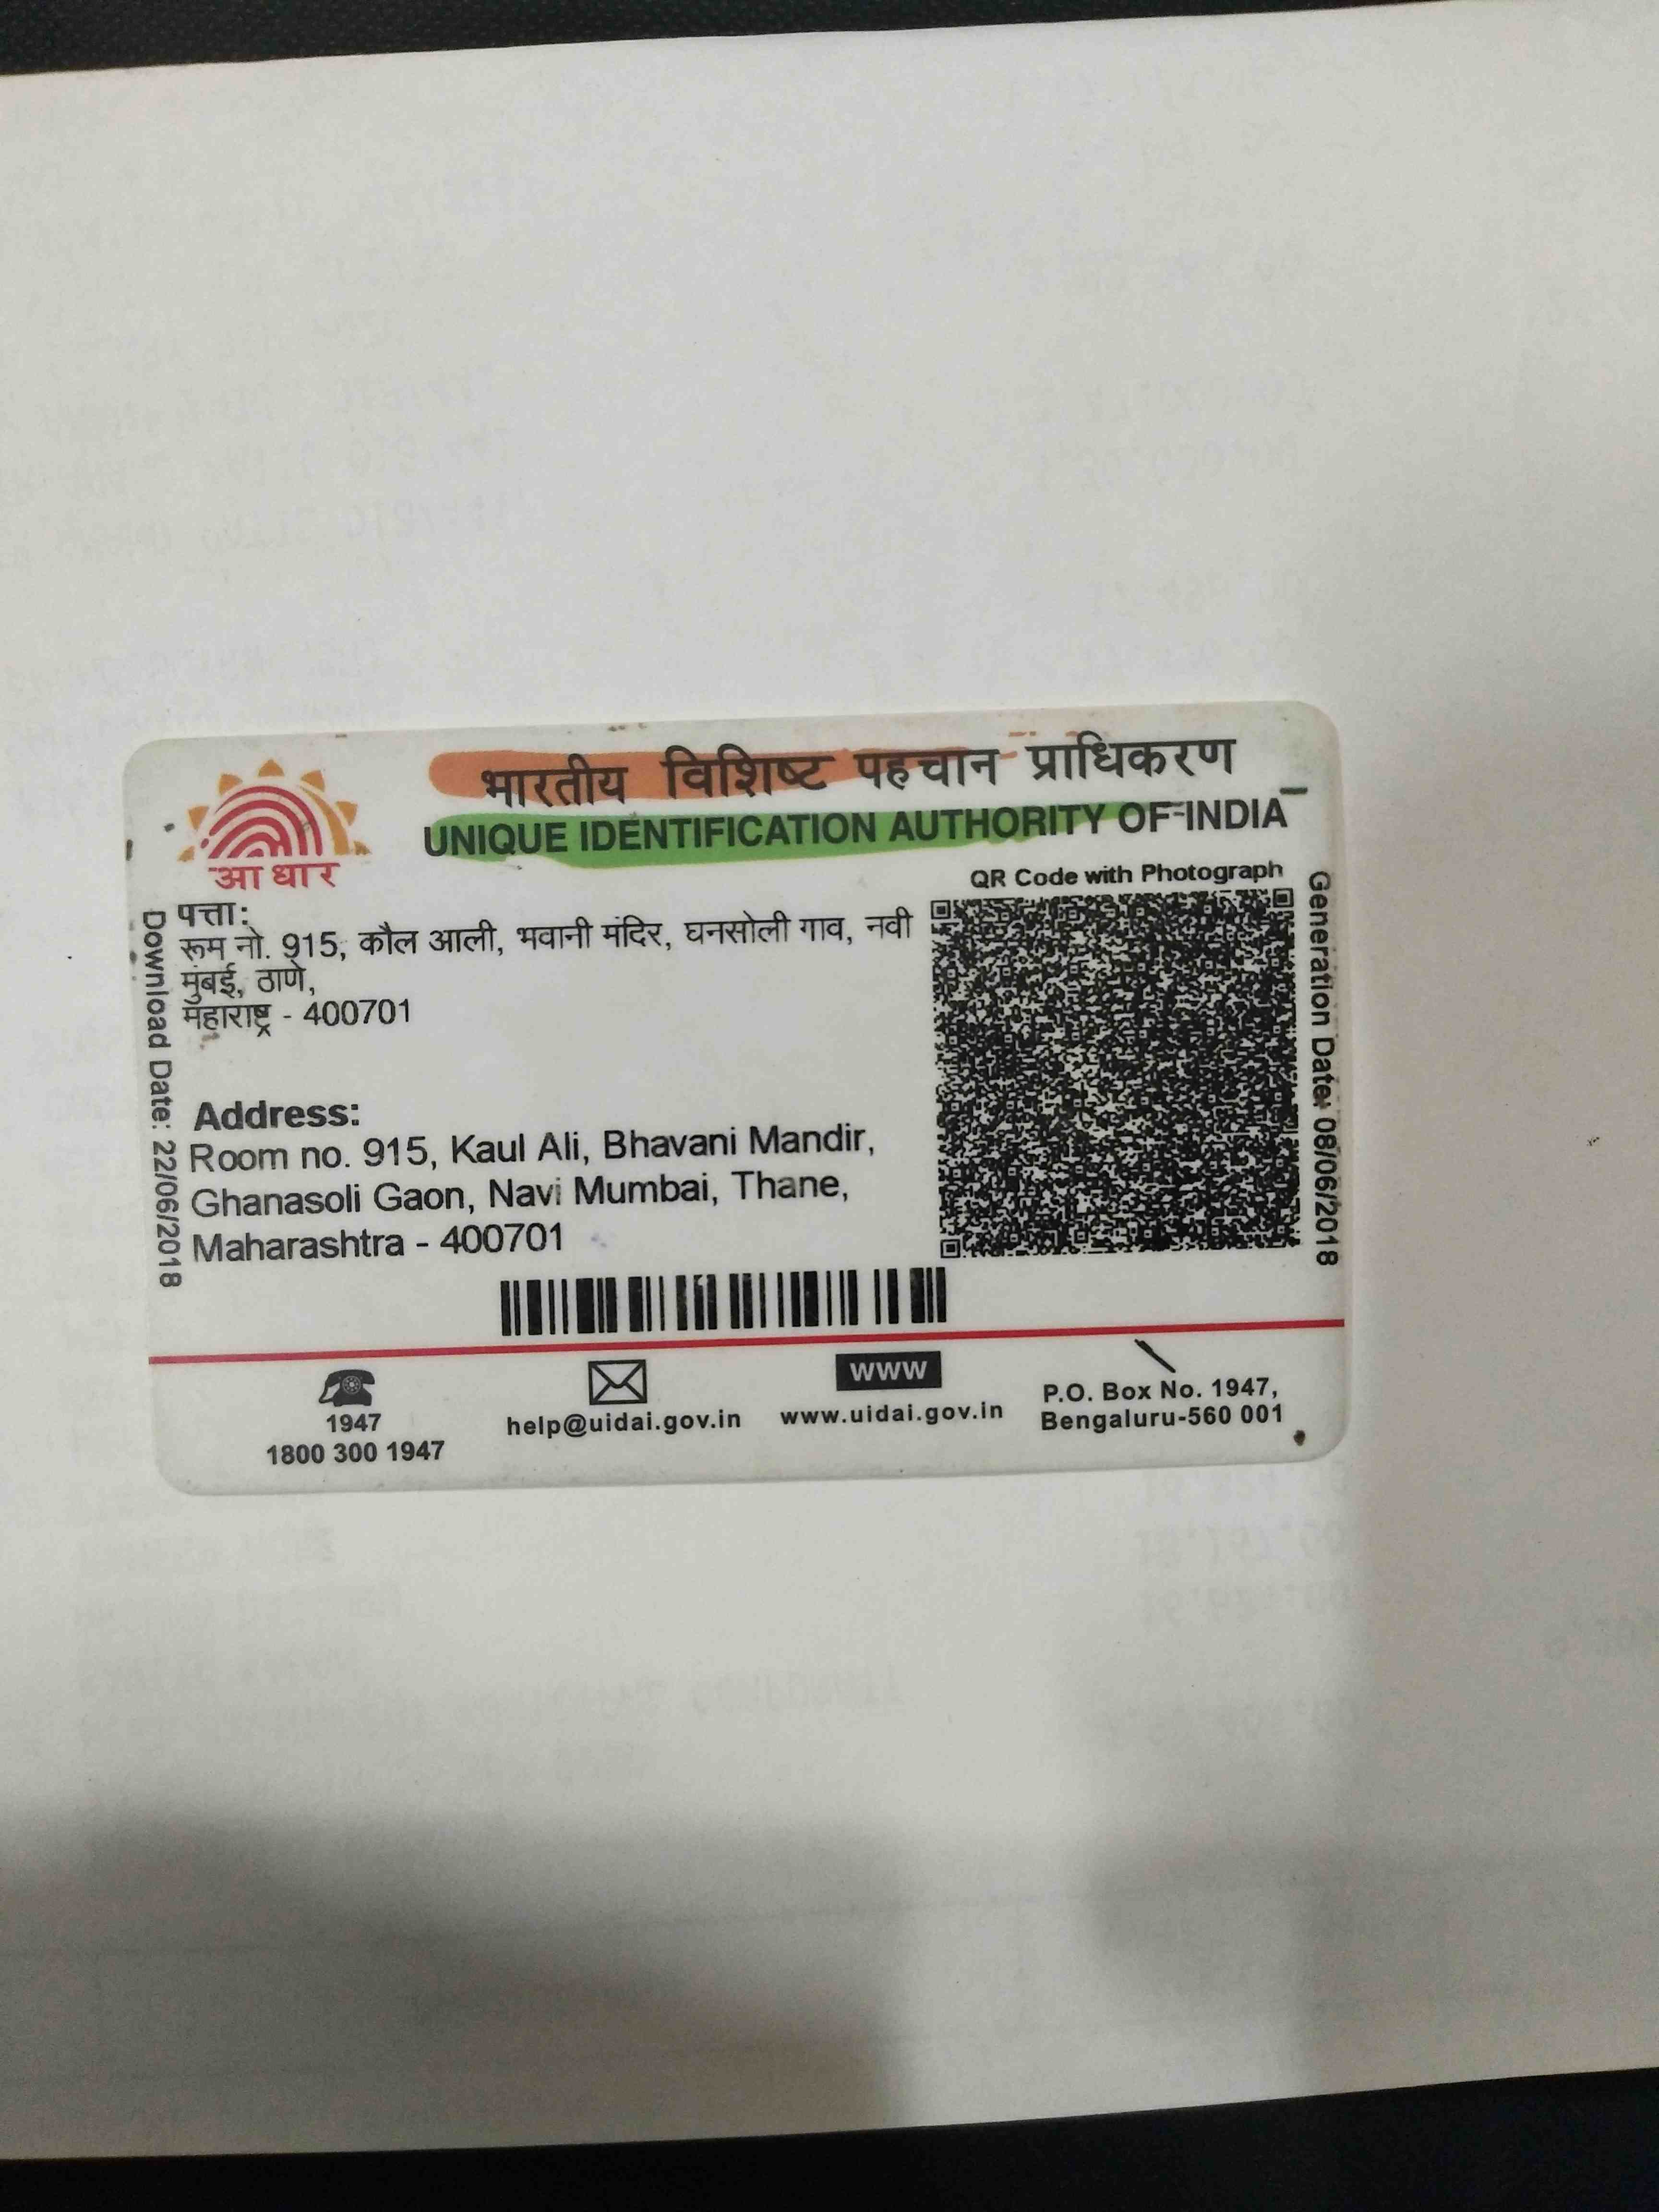 भारतीय विशिष्ट पहचान प्राधिकरण
UNIQUE IDENTIFICATION AUTHORITY OF INDIA
आधार
QR Code with Photograph
पत्ता:
रूम नो. 915, कौल आली, भवानी मंदिर, घनसोली गाव, नवी
मुंबई, ठाणे,
महाराष्ट्र - 400701
Address:
Room no. 915, Kaul Ali, Bhavani Mandir,
Ghanasoli Gaon, Navi Mumbai, Thane,
Maharashtra - 400701
Download Date: 22/06/2018
Generation Date: 08/06/2018
1947
1800 300 1947
help@uidai.gov.in
WWW
www.uidai.gov.in
P.O. Box No. 1947,
Bengaluru-560 001